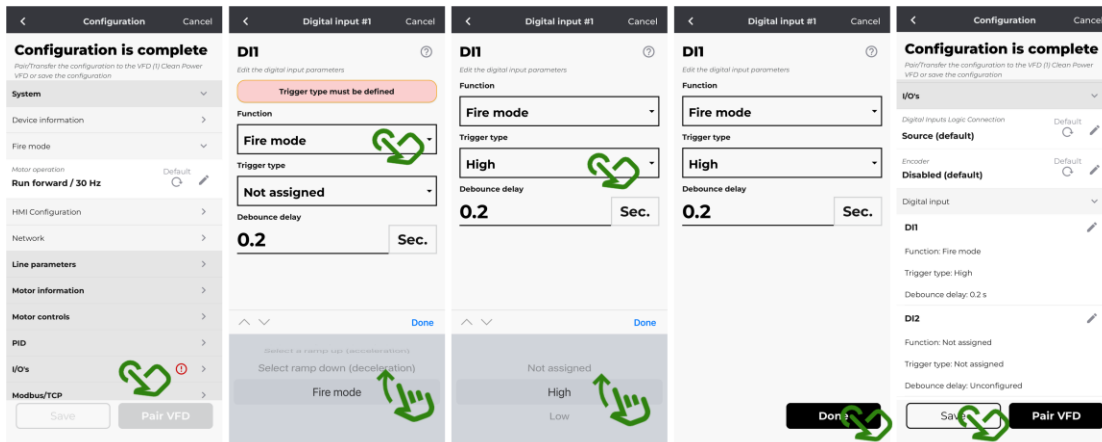 Configuration
Cancel
Configuration is complete
Pair/Transfer the configuration to the VFD (1) Clean Power
VFD or save the configuration
System
Device information
Fire mode
Motor operation
Default
Run forward / 30 Hz
HMI Configuration
Network
Line parameters
Motor information
Motor controls
PID
I/O's
Modbus/TCP
Save
Pair VFD
Digital input #1
Cancel
DI1
Edit the digital input parameters
Trigger type must be defined
Function
Fire mode
Trigger type
Not assigned
Debounce delay
0.2
Sec.
Done
Select a ramp up (acceleration)
Select ramp down (deceleration)
Fire mode
Digital input #1
Cancel
DI1
Edit the digital input parameters
Function
Fire mode
Trigger type
High
Debounce delay
0.2
Sec.
Done
Not assigned
High
Low
Digital input #1
Cancel
DI1
Edit the digital input parameters
Function
Fire mode
Trigger type
High
Debounce delay
0.2
Sec.
Done
Configuration
Cancel
Configuration is complete
Pair/Transfer the configuration to the VFD (1) Clean Power
VFD or save the configuration
I/O's
Digital Inputs Logic Connection
Default
Source (default)
Encoder
Default
Disabled (default)
Digital input
DI1
Function: Fire mode
Trigger type: High
Debounce delay: 0.2 s
DI2
Function: Not assigned
Trigger type: Not assigned
Debounce delay: Unconfigured
Save
Pair VFD